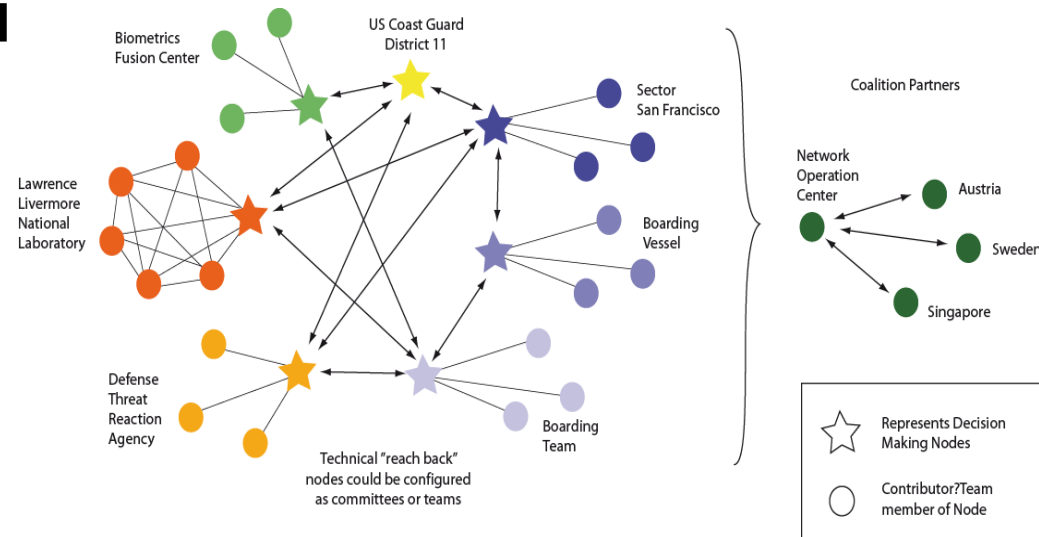 US Coast Guard
District 11
Biometrics
Fusion Center
Sector
San Francisco
Lawrence
Livermore
National
Laboratory
Boarding
Vessel
Defense
Threat
Reaction
Agency
Boarding
Team
Technical "reach back"
nodes could be configured
as committees or teams
Coalition Partners
Network
Operation
Center
Austria
Sweden
Singapore
Represents Decision
Making Nodes
Contributor?Team
member of Node